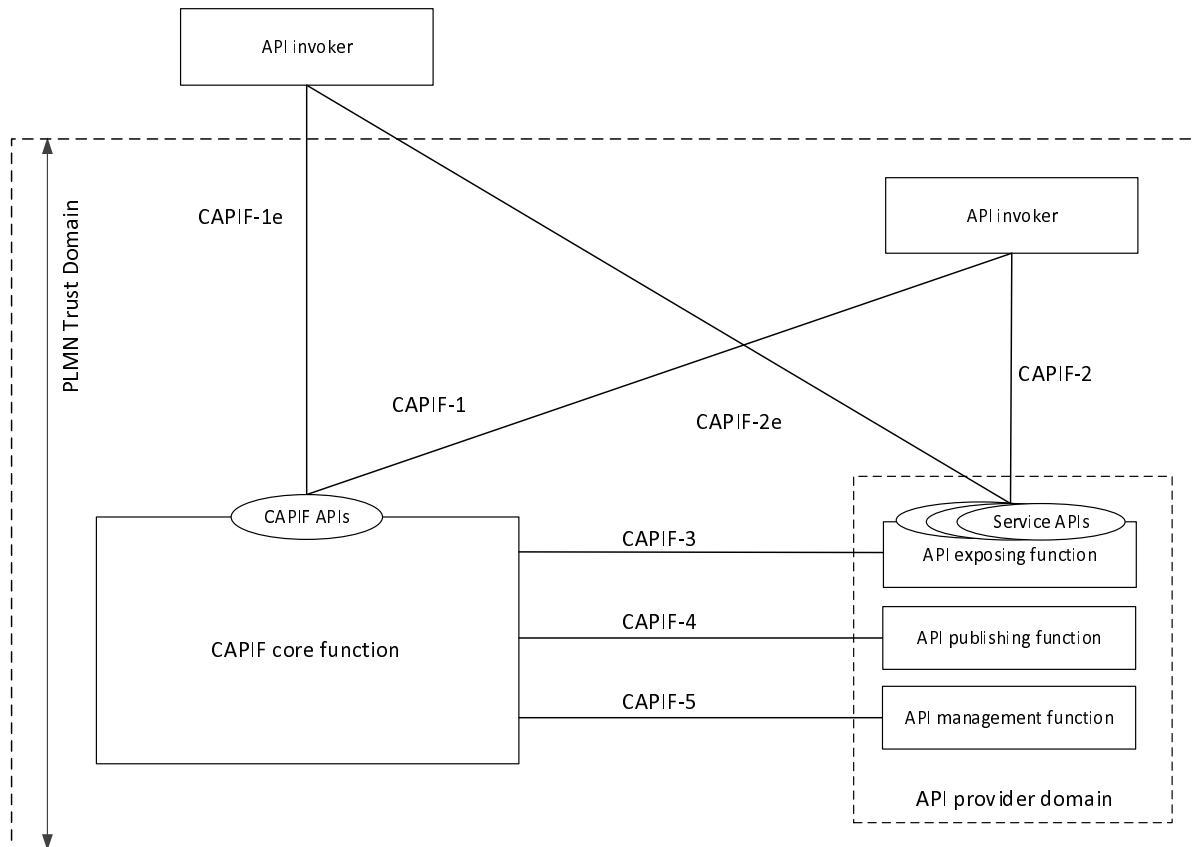 API invoker
CAPIF-1e
API invoker
PLMN Trust Domain
CAPIF-2
CAPIF-1
CAPIF-2e
CAPIF APIs
Service APIs
CAPIF-3
API exposing function
CAPIF-4
API publishing function
CAPIF core function
CAPIF-5
API management function
API provider domain